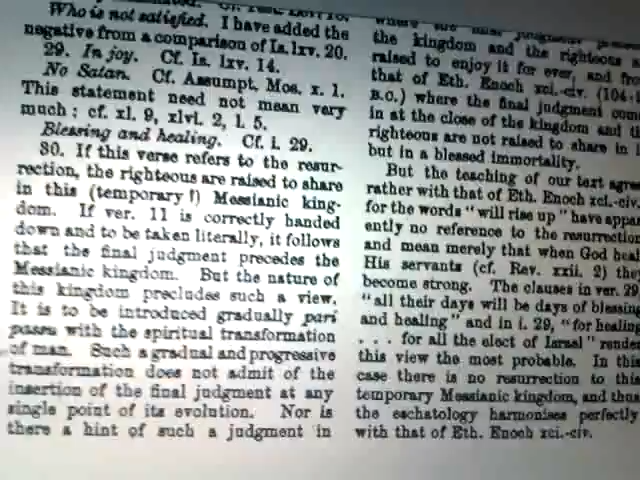 Who is not satisfied. I have added the
negative from a comparison of Is. lxv. 20.
29. In joy. Cf. Is. lxv. 14.
No Satan. Cf. Assumpt. Mos. x. 1.
This statement need not mean very
much: cf. xl. 9, xlvi. 2, l. 5.
Blessing and healing. Cf. i. 29.
30. If this verse refers to the resur-
rection, the righteous are raised to share
in this (temporary?) Messianic king-
dom. If ver. 11 is correctly handed
down and to be taken literally, it follows
that the final judgment precedes the
Messianic kingdom. But the nature of
this kingdom precludes such a view.
It is to be introduced gradually pari
passu with the spiritual transformation
of man. Such a gradual and progressive
transformation does not admit of the
insertion of the final judgment at any
single point of its evolution. Nor is
there a hint of such a judgment in
the kingdom and the righteous a
raised to enjoy it for ever, and fro
that of Eth. Enoch xci.-civ. (104-
B.C.) where the final judgment com
in at the close of the kingdom and t
righteous are not raised to share in i
but in a blessed immortality.
But the teaching of our text agre
rather with that of Eth. Enoch xci.-civ.
for the words "will rise up" have appa
ently no reference to the resurrection
and mean merely that when God heal
His servants (cf. Rev. xxii. 2) the
become strong. The clauses in ver. 29
"all their days will be days of blessing
and healing" and in i. 29, "for healing
. . . for all the elect of Israel" render
this view the most probable. In this
case there is no resurrection to this
temporary Messianic kingdom, and thus
the eschatology harmonises perfectly
with that of Eth. Enoch xci.-civ.